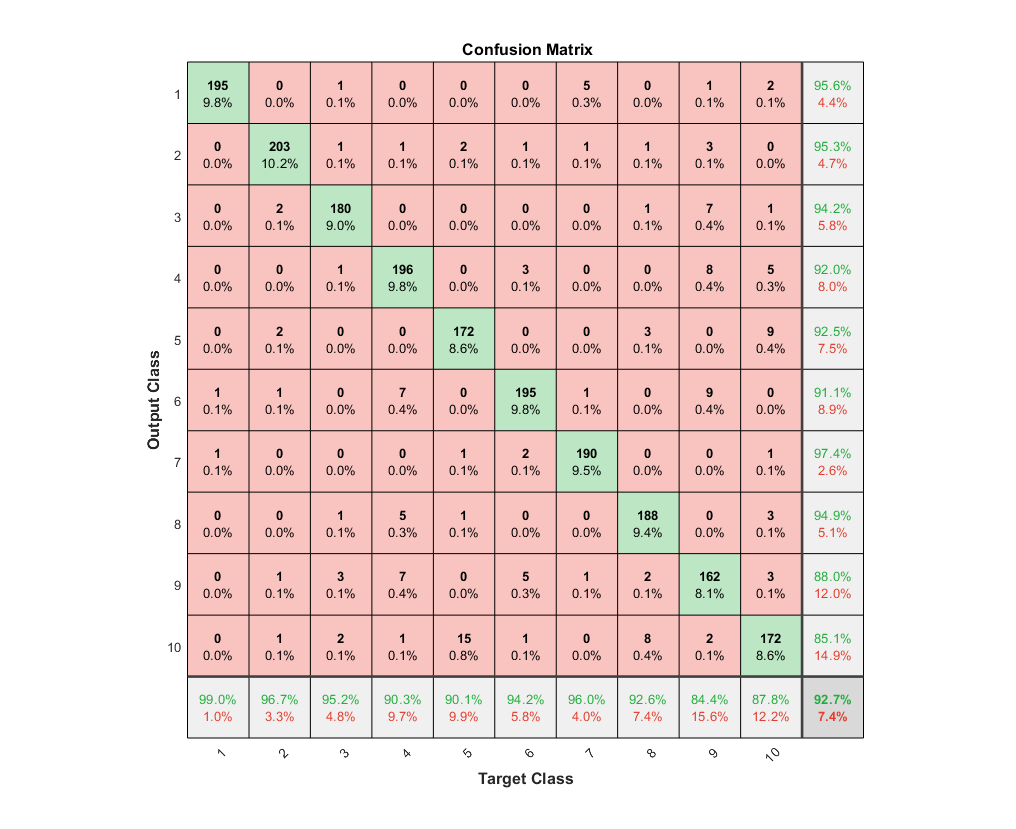 Confusion Matrix
195 0 1 0 0 0 5 0 1 2 95.6%
1
9.8% 0.0% 0.1% 0.0% 0.0% 0.0% 0.3% 0.0% 0.1% 0.1% 4.4%
0 203 1 1 2 1 1 1 3 0 95.3%
2
0.0% 10.2% 0.1% 0.1% 0.1% 0.1% 0.1% 0.1% 0.1% 0.0% 4.7%
0 2 180 0 0 0 0 1 7 1 94.2%
3
0.0% 0.1% 9.0% 0.0% 0.0% 0.0% 0.0% 0.1% 0.4% 0.1% 5.8%
0 0 1 196 0 3 0 0 8 5 92.0%
4
0.0% 0.0% 0.1% 9.8% 0.0% 0.1% 0.0% 0.0% 0.4% 0.3% 8.0%
0 2 0 0 172 0 0 3 0 9 92.5%
5
0.0% 0.1% 0.0% 0.0% 8.6% 0.0% 0.0% 0.1% 0.0% 0.4% 7.5%
Output Class
1 1 0 7 0 195 1 0 9 0 91.1%
6
0.1% 0.1% 0.0% 0.4% 0.0% 9.8% 0.1% 0.0% 0.4% 0.0% 8.9%
1 0 0 0 1 2 190 0 0 1 97.4%
7
0.1% 0.0% 0.0% 0.0% 0.1% 0.1% 9.5% 0.0% 0.0% 0.1% 2.6%
0 0 1 5 1 0 0 188 0 3 94.9%
8
0.0% 0.0% 0.1% 0.3% 0.1% 0.0% 0.0% 9.4% 0.0% 0.1% 5.1%
0 1 3 7 0 5 1 2 162 3 88.0%
9
0.0% 0.1% 0.1% 0.4% 0.0% 0.3% 0.1% 0.1% 8.1% 0.1% 12.0%
0 1 2 1 15 1 0 8 2 172 85.1%
10
0.0% 0.1% 0.1% 0.1% 0.8% 0.1% 0.0% 0.4% 0.1% 8.6% 14.9%
99.0% 96.7% 95.2% 90.3% 90.1% 94.2% 96.0% 92.6% 84.4% 87.8% 92.7%
1.0% 3.3% 4.8% 9.7% 9.9% 5.8% 4.0% 7.4% 15.6% 12.2% 7.4%
1 2 3 4 5 6 7 8 9 10
Target Class